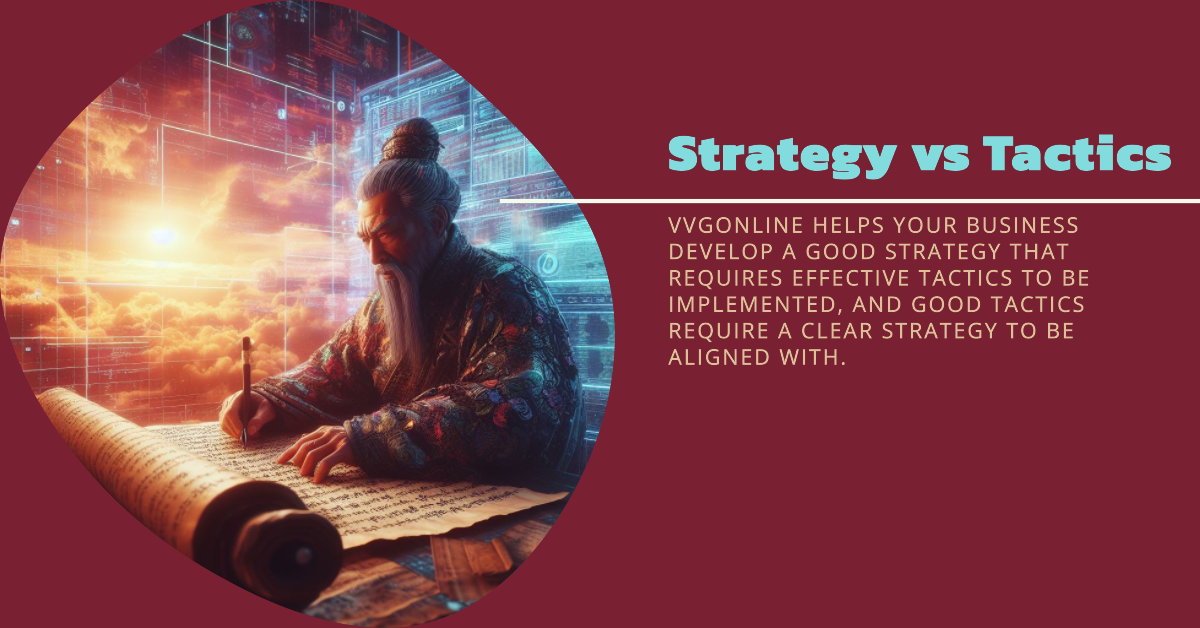 Strategy vs Tactics
VVGONLINE HELPS YOUR BUSINESS
DEVELOP A GOOD STRATEGY THAT
REQUIRES EFFECTIVE TACTICS TO BE
IMPLEMENTED, AND GOOD TACTICS
REQUIRE A CLEAR STRATEGY TO BE
ALIGNED WITH.